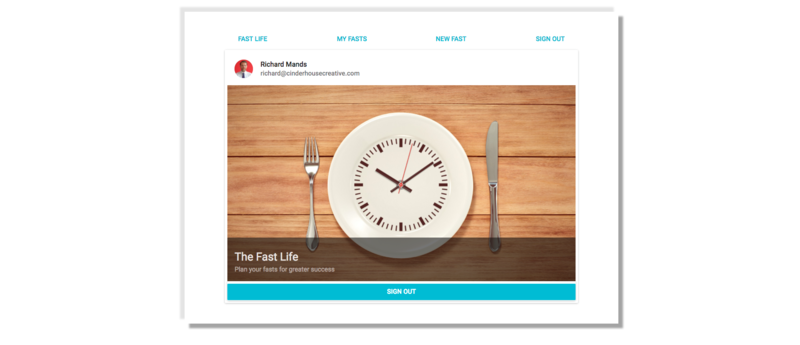 FAST LIFE MY FASTS NEW FAST SIGN OUT
Richard Mands
richard@cinderhousecreative.com
The Fast Life
Plan your fasts for greater success
SIGN OUT